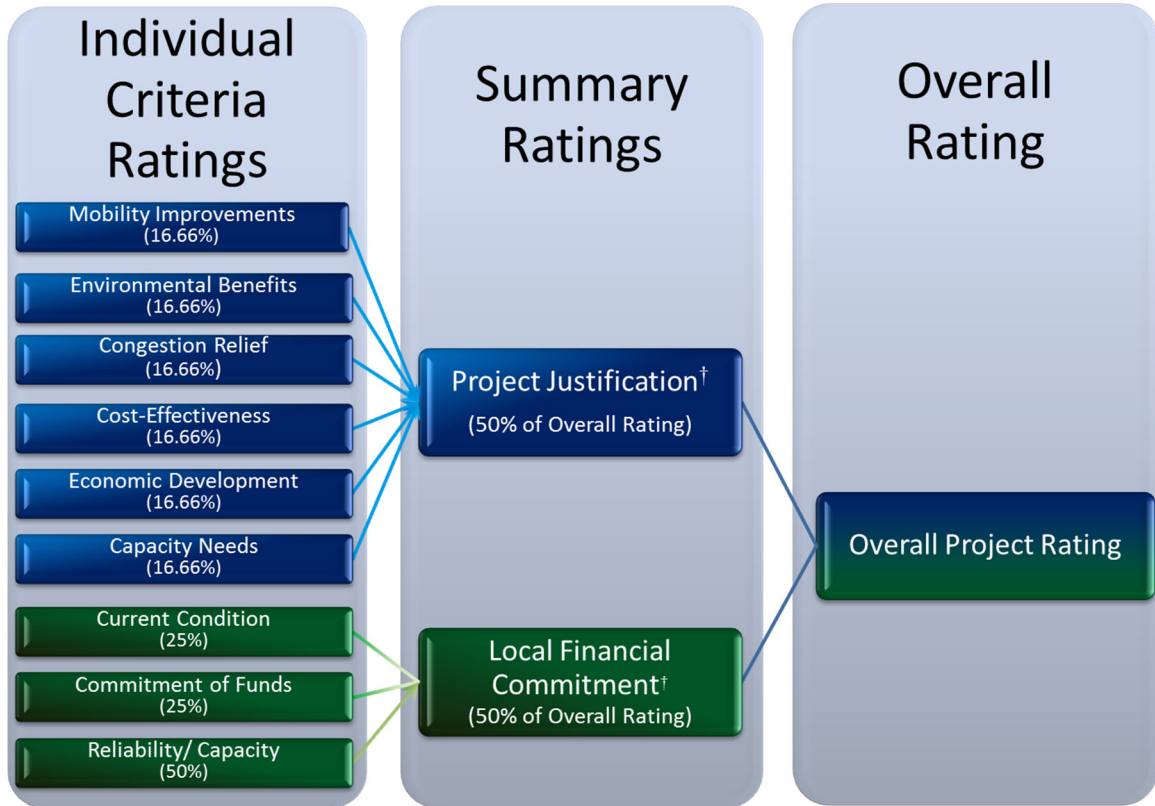 Individual
Criteria
Ratings
Mobility Improvements
(16.66%)
Environmental Benefits
(16.66%)
Congestion Relief
(16.66%)
Cost-Effectiveness
(16.66%)
Economic Development
(16.66%)
Capacity Needs
(16.66%)
Current Condition
(25%)
Commitment of Funds
(25%)
Reliability/ Capacity
(50%)
Summary
Ratings
Project Justification†
(50% of Overall Rating)
Local Financial
Commitment†
(50% of Overall Rating)
Overall
Rating
Overall Project Rating